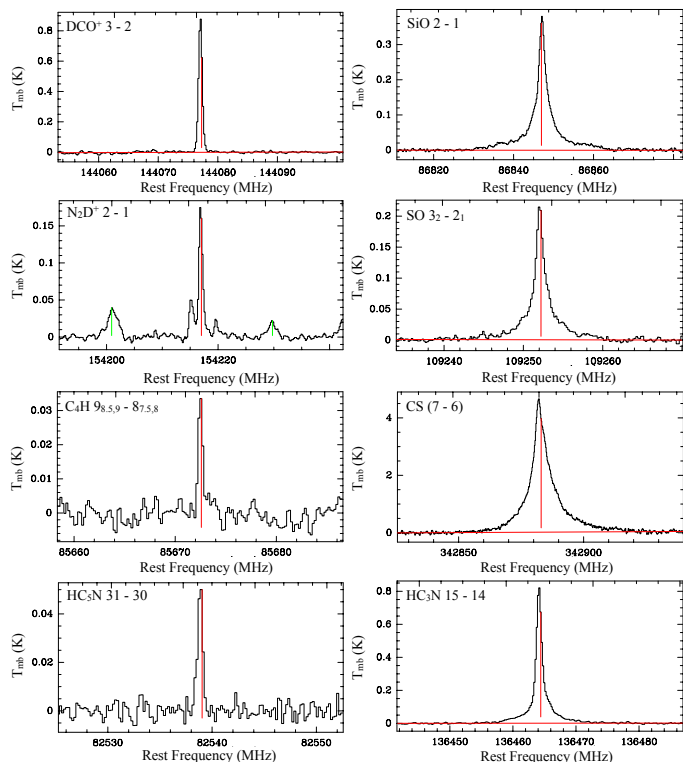 DCO⁺ 3 - 2
T_mb (K)
0.8
0.6
0.4
0.2
0
144060 144070 144080 144090
Rest Frequency (MHz)
SiO 2 - 1
T_mb (K)
0.3
0.2
0.1
0
86820 86840 86860
Rest Frequency (MHz)
N₂D⁺ 2 - 1
T_mb (K)
0.15
0.10
0.05
0
154200 154220
Rest Frequency (MHz)
SO 3₂ - 2₁
T_mb (K)
0.2
0.15
0.1
0.05
0
109240 109252 109260
Rest Frequency (MHz)
C₄H 9₈.₅,₉ - 8₇.₅,₈
T_mb (K)
0.03
0.02
0.01
0
85660 85670 85680
Rest Frequency (MHz)
CS (7 - 6)
T_mb (K)
4
2
0
342850 342900
Rest Frequency (MHz)
HC₅N 31 - 30
T_mb (K)
0.04
0.02
0
82530 82540 82550
Rest Frequency (MHz)
HC₃N 15 - 14
T_mb (K)
0.8
0.6
0.4
0.2
0
136450 136460 136470 136480
Rest Frequency (MHz)